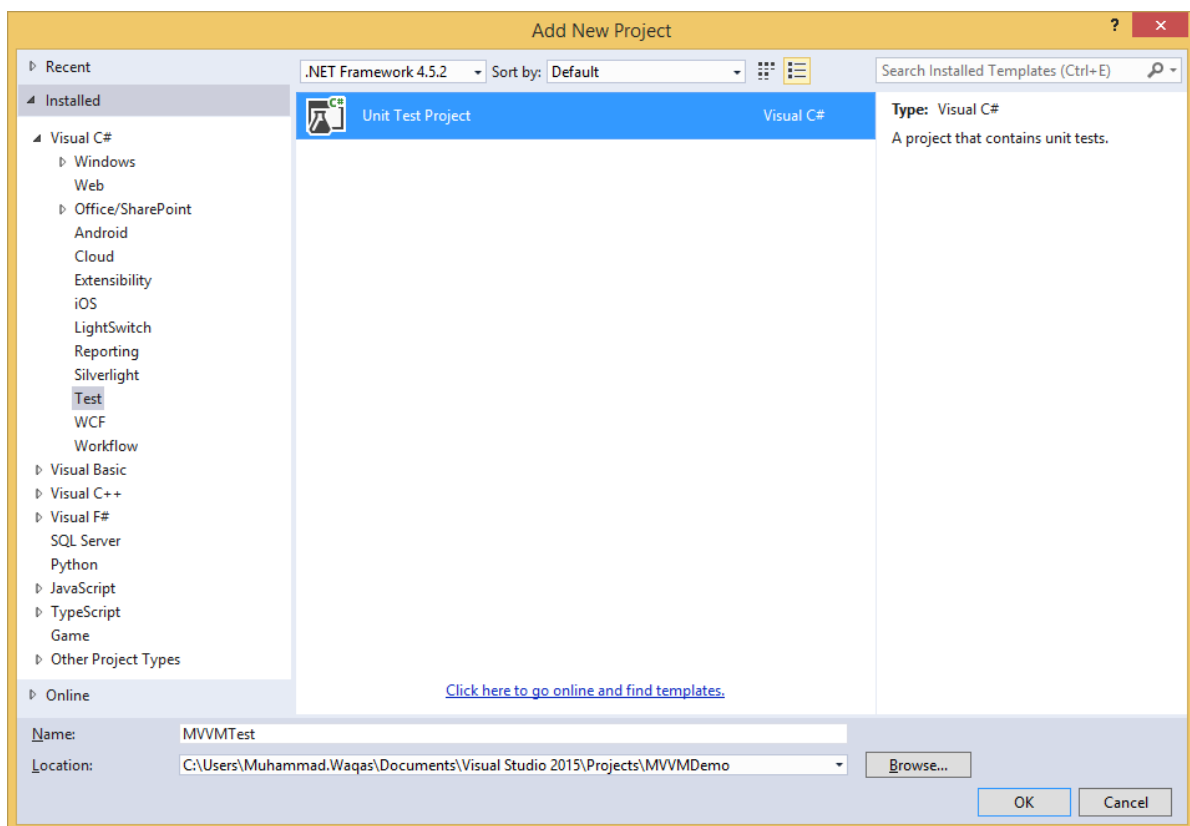 Add New Project
?
Recent
Installed
Visual C#
Windows
Web
Office/SharePoint
Android
Cloud
Extensibility
iOS
LightSwitch
Reporting
Silverlight
Test
WCF
Workflow
Visual Basic
Visual C++
Visual F#
SQL Server
Python
JavaScript
TypeScript
Game
Other Project Types
Online
.NET Framework 4.5.2
Sort by: Default
C#
Unit Test Project
Visual C#
Click here to go online and find templates.
Search Installed Templates (Ctrl+E)
Type: Visual C#
A project that contains unit tests.
Name: MVVMTest
Location: C:\Users\Muhammad.Waqas\Documents\Visual Studio 2015\Projects\MVVMDemo
Browse...
OK
Cancel